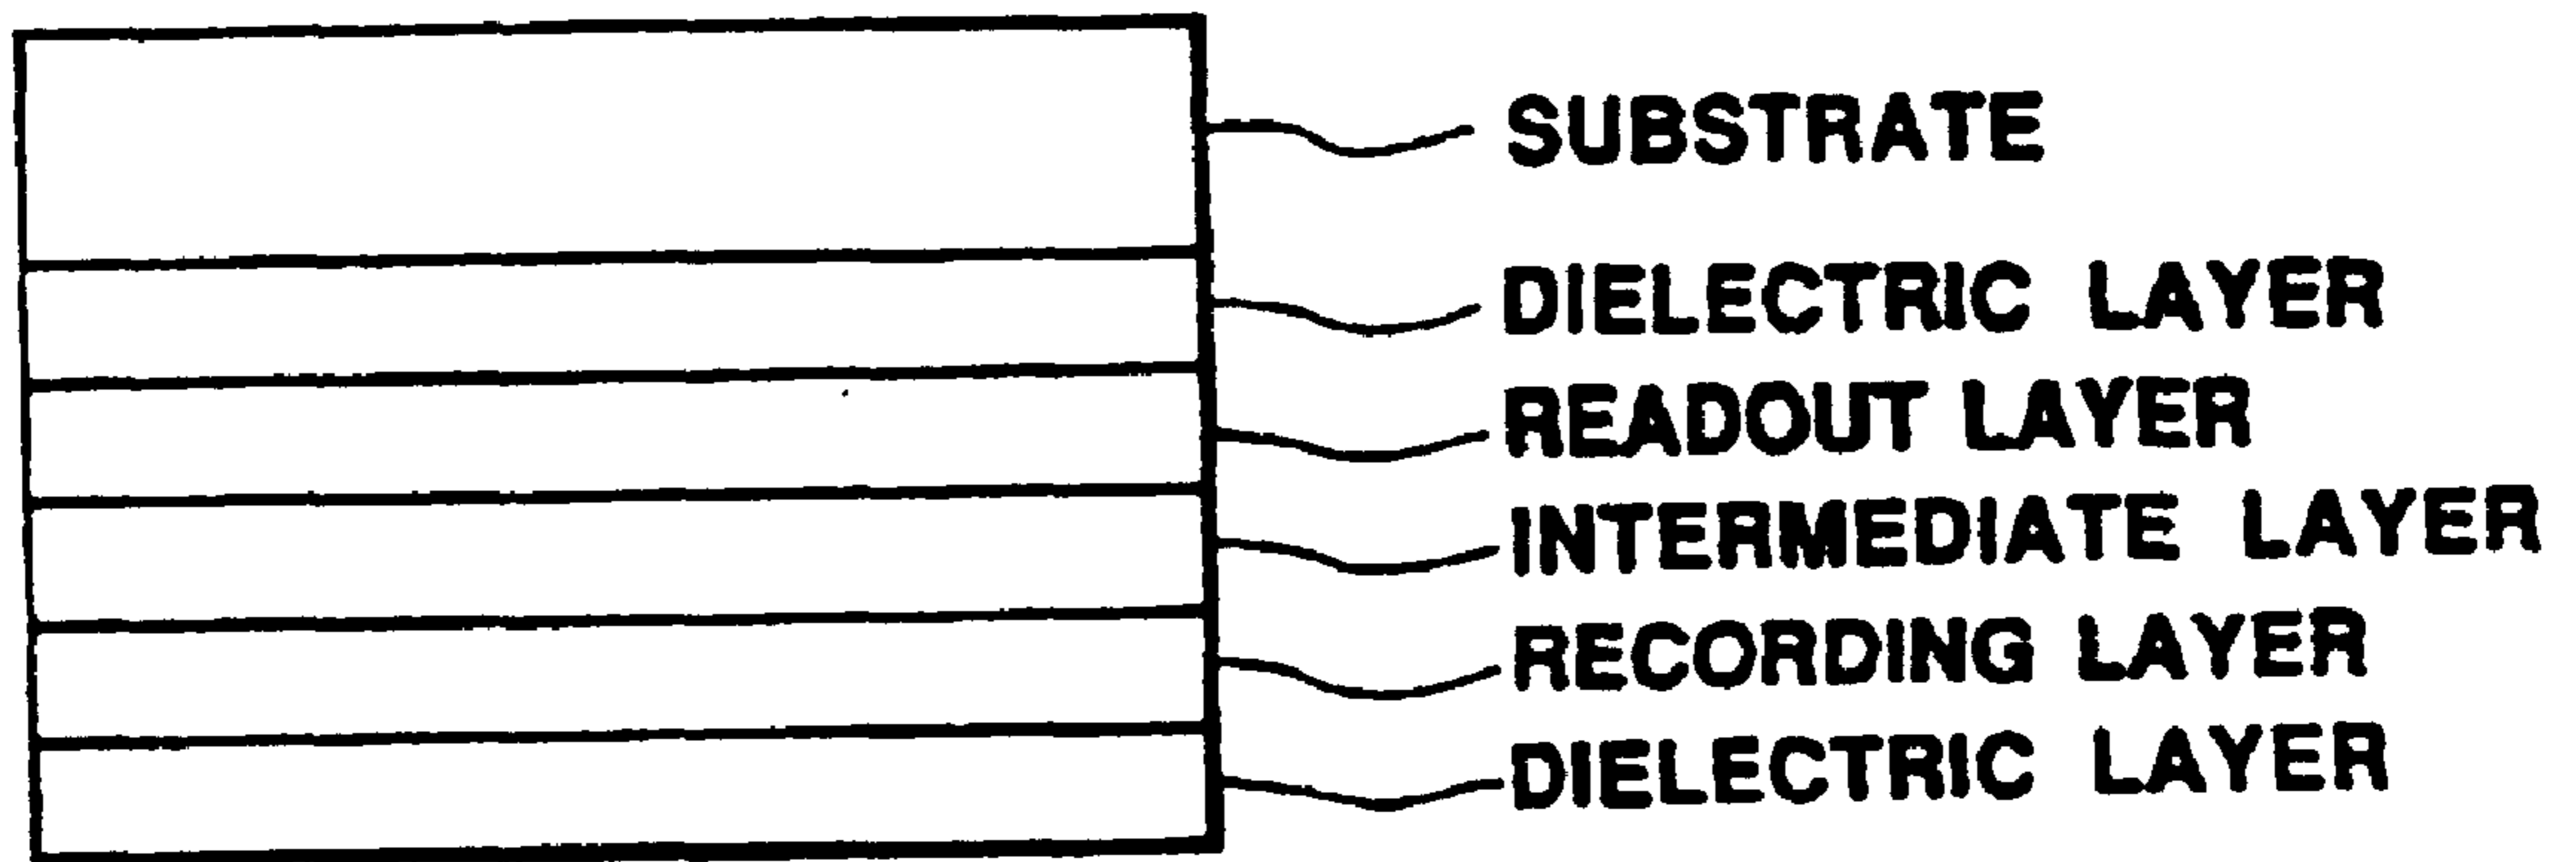 SUBSTRATE
DIELECTRIC LAYER
READOUT LAYER
INTERMEDIATE LAYER
RECORDING LAYER
DIELECTRIC LAYER